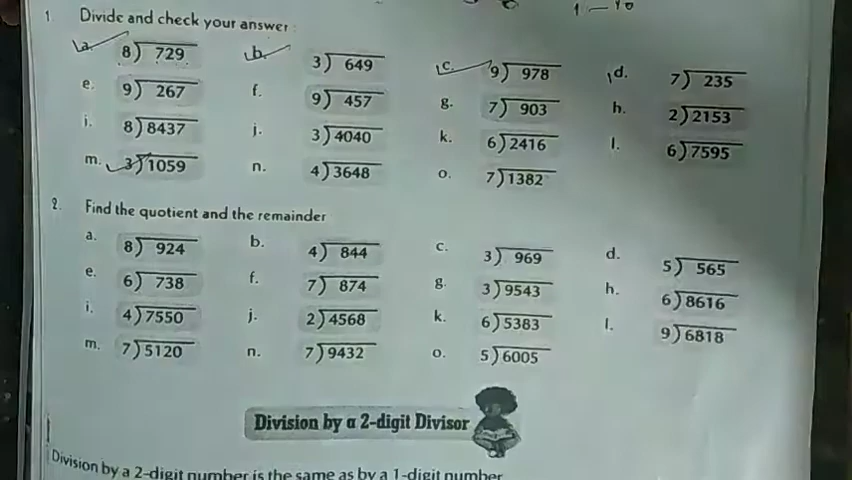 1 — 10
1 Divide and check your answer :
a. 8) 729 b. 3) 649 c. 9) 978 d. 7) 235
e. 9) 267 f. 9) 457 g. 7) 903 h. 2) 2153
i. 8) 8437 j. 3) 4040 k. 6) 2416 l. 6) 7595
m. 3) 1059 n. 4) 3648 o. 7) 1382
2. Find the quotient and the remainder
a. 8) 924 b. 4) 844 c. 3) 969 d. 5) 565
e. 6) 738 f. 7) 874 g. 3) 9543 h. 6) 8616
i. 4) 7550 j. 2) 4568 k. 6) 5383 l. 9) 6818
m. 7) 5120 n. 7) 9432 o. 5) 6005
Division by a 2-digit Divisor
Division by a 2-digit number is the same as by a 1-digit number